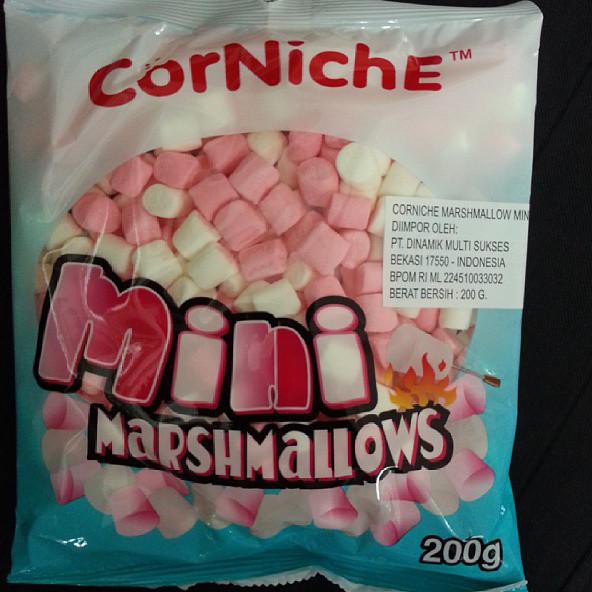 CorNiche™
CORNICHE MARSHMALLOW MIN
DIIMPOR OLEH:
PT. DINAMIK MULTI SUKSES
BEKASI 17550 - INDONESIA
BPOM RI ML 224510033032
BERAT BERSIH : 200 G.
Mini
MARSHMALLOWS
200g